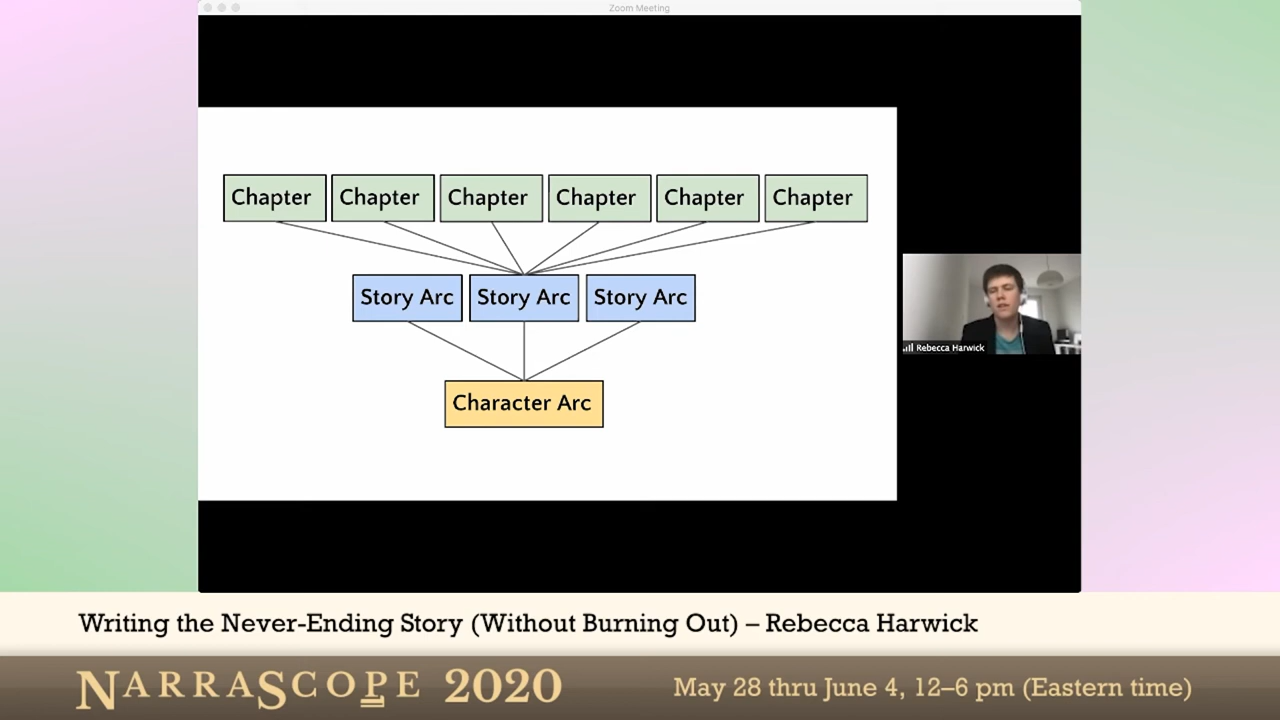 Zoom Meeting
Chapter Chapter Chapter Chapter Chapter Chapter
Story Arc Story Arc Story Arc
Character Arc
Rebecca Harwick
Writing the Never-Ending Story (Without Burning Out) – Rebecca Harwick
NARRASCOPE 2020
May 28 thru June 4, 12–6 pm (Eastern time)